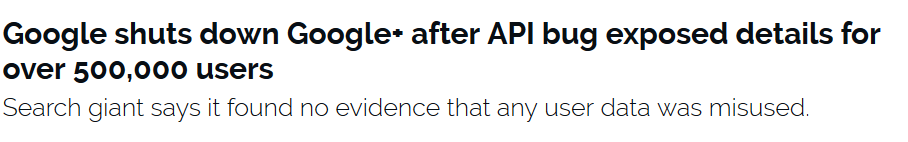 Google shuts down Google+ after API bug exposed details for
over 500,000 users
Search giant says it found no evidence that any user data was misused.